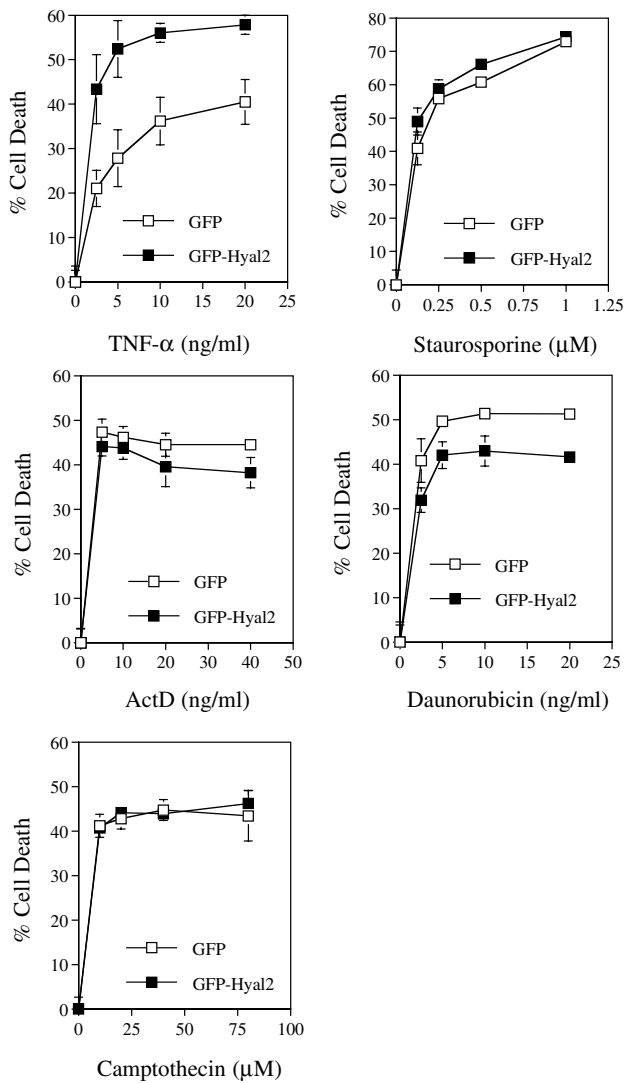 60
50
40
30
20
10
0
% Cell Death
GFP
GFP-Hyal2
0 5 10 15 20 25
TNF-α (ng/ml)
80
70
60
50
40
30
20
10
0
% Cell Death
GFP
GFP-Hyal2
0 0.25 0.5 0.75 1 1.25
Staurosporine (μM)
60
50
40
30
20
10
0
% Cell Death
GFP
GFP-Hyal2
0 10 20 30 40 50
ActD (ng/ml)
60
50
40
30
20
10
0
% Cell Death
GFP
GFP-Hyal2
0 5 10 15 20 25
Daunorubicin (ng/ml)
60
50
40
30
20
10
0
% Cell Death
GFP
GFP-Hyal2
0 25 50 75 100
Camptothecin (μM)